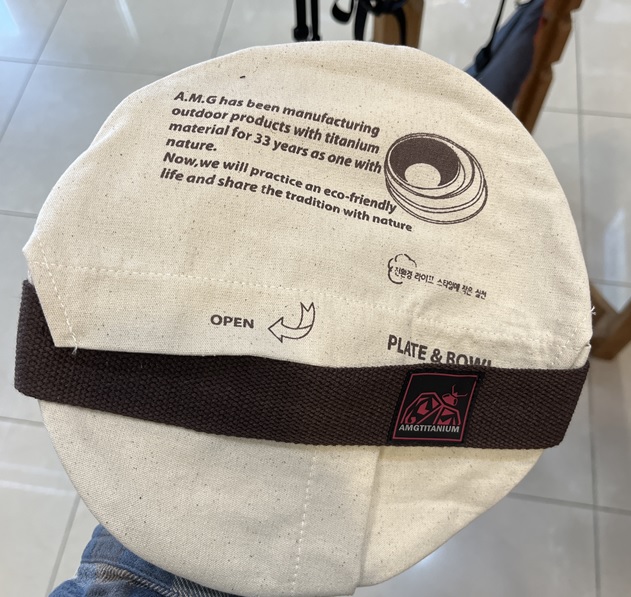 A.M.G has been manufacturing
outdoor products with titanium
material for 33 years as one with
nature.
Now,we will practice an eco-friendly
life and share the tradition with nature
친환경 라이프 스타일에 작은 실천
OPEN
PLATE & BOWL
AMGTITANIUM